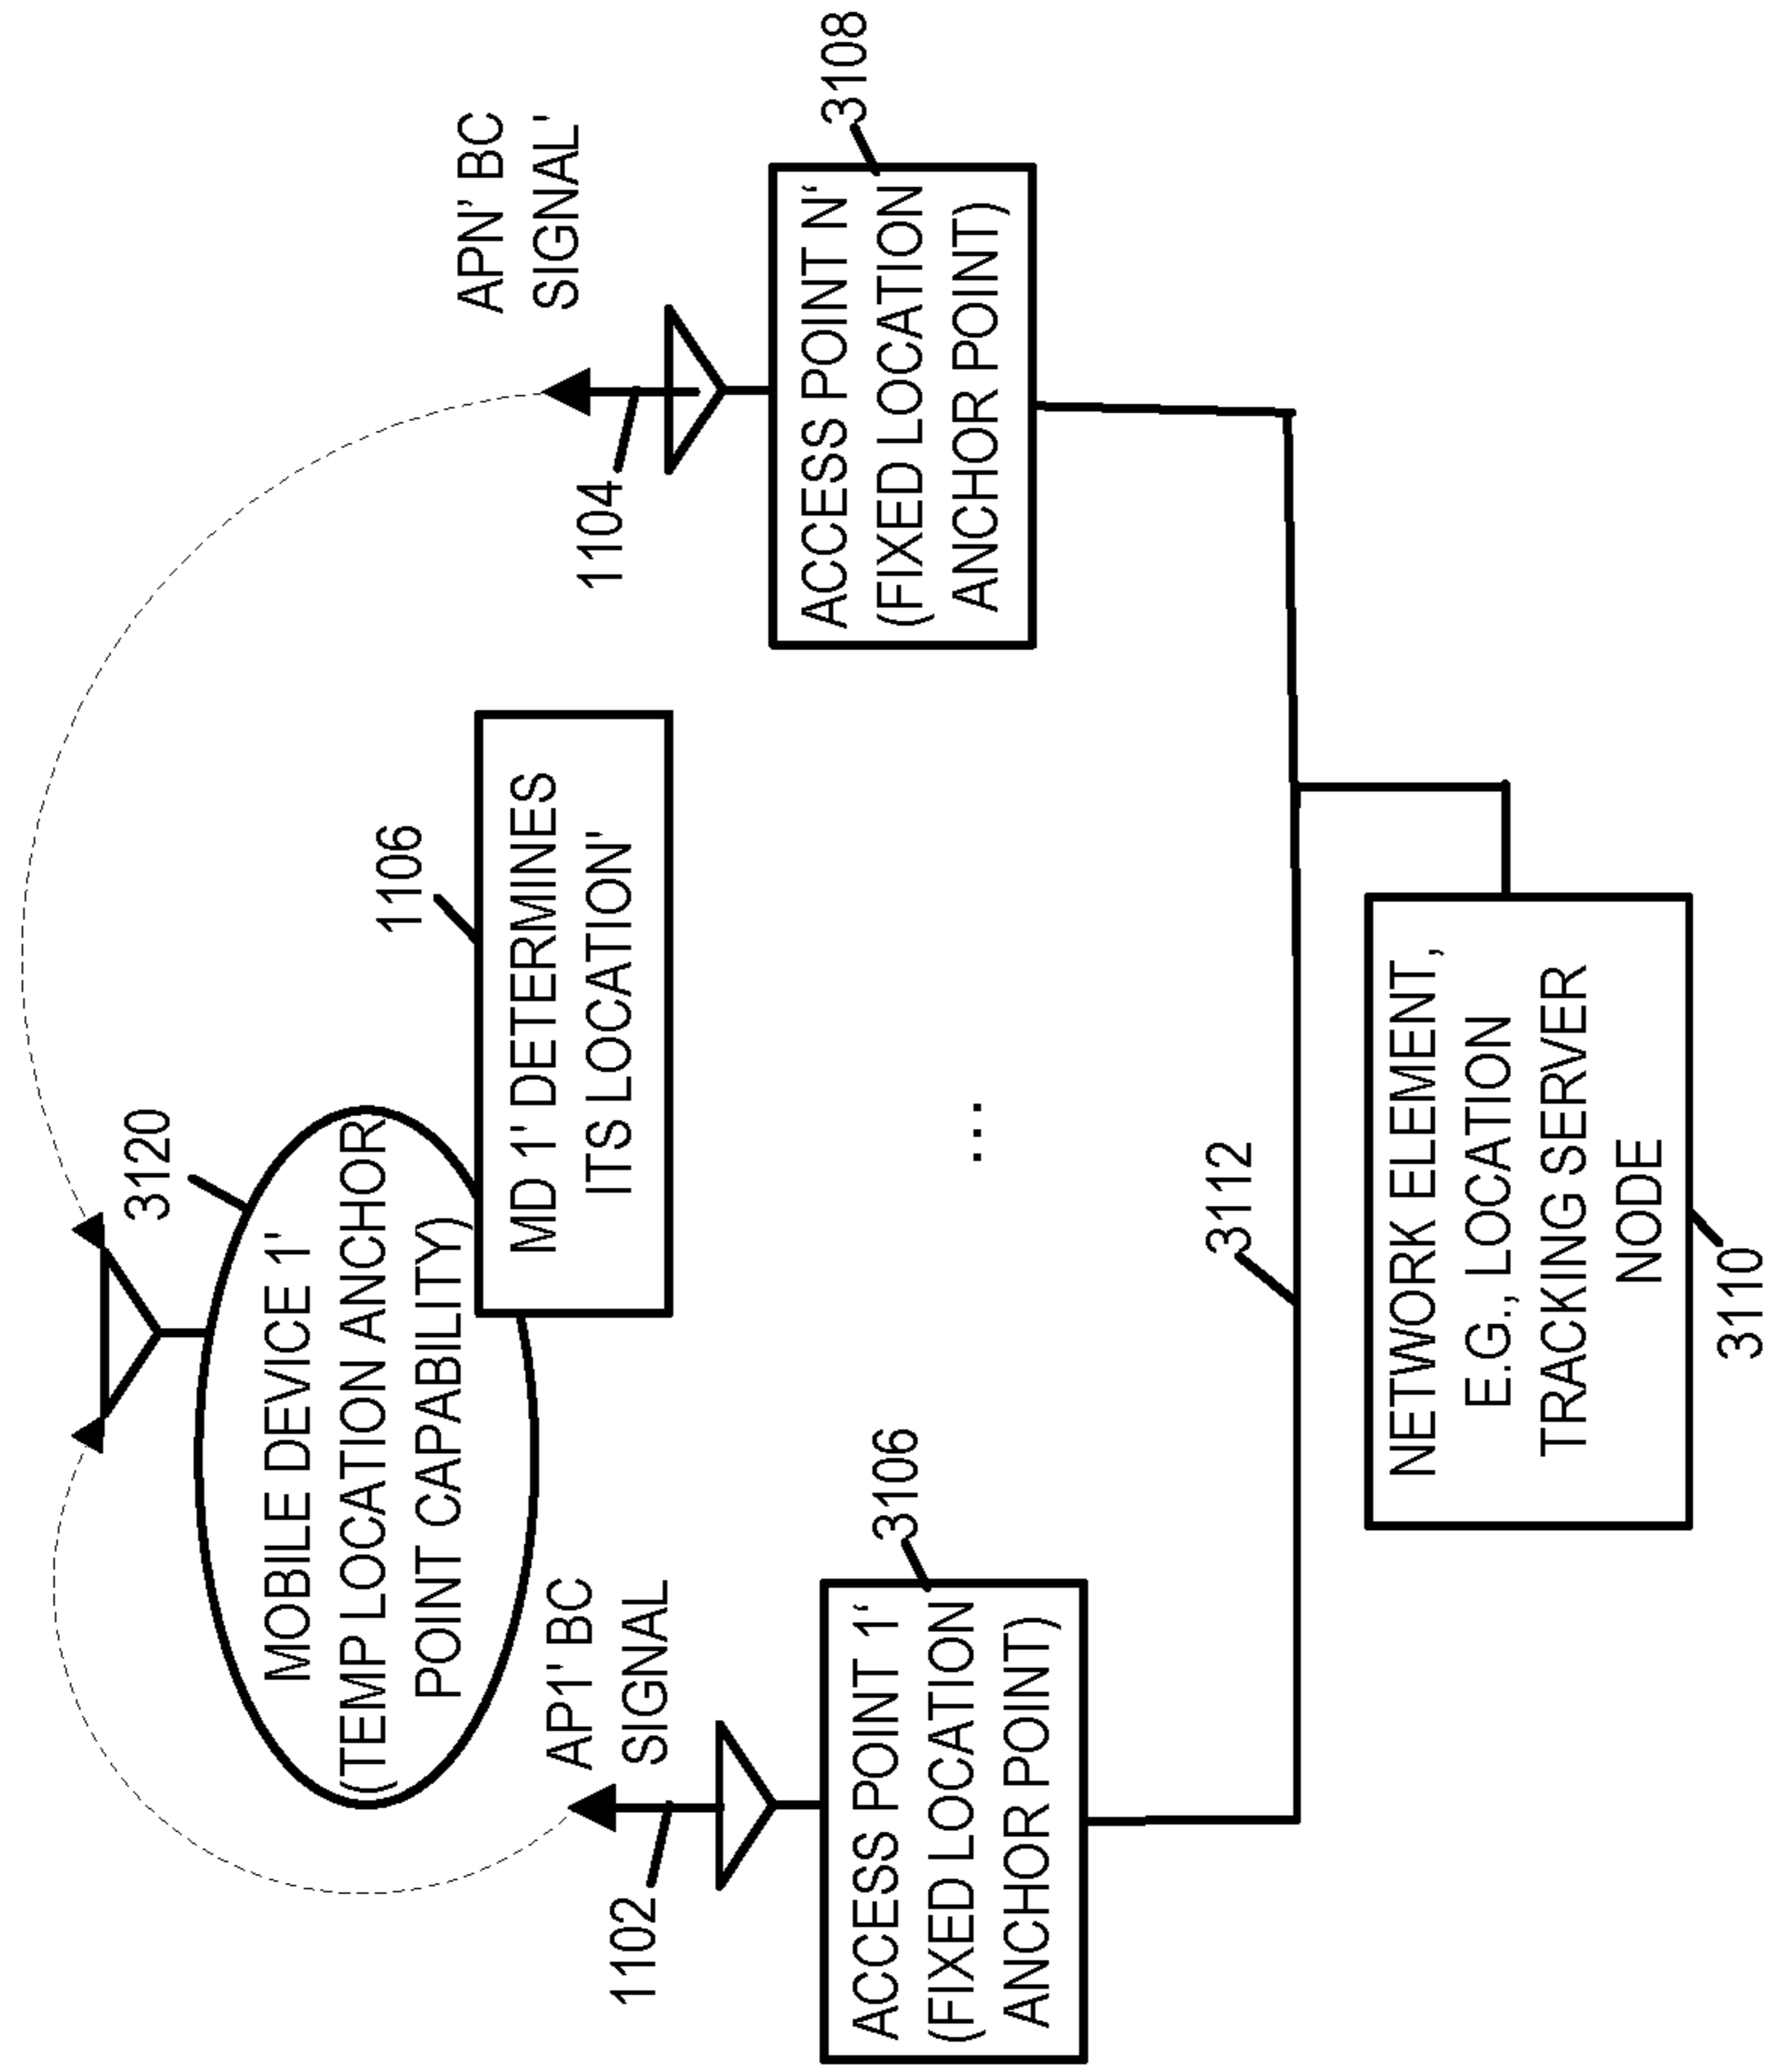 3120
MOBILE DEVICE 1'
(TEMP LOCATION ANCHOR
POINT CAPABILITY)
1106
MD 1' DETERMINES
ITS LOCATION'
APN' BC
SIGNAL'
1104
AP1' BC
SIGNAL
1102
3106
ACCESS POINT 1‘
(FIXED LOCATION
ANCHOR POINT)
...
3108
ACCESS POINT N‘
(FIXED LOCATION
ANCHOR POINT)
3112
NETWORK ELEMENT,
E.G., LOCATION
TRACKING SERVER
NODE
3110